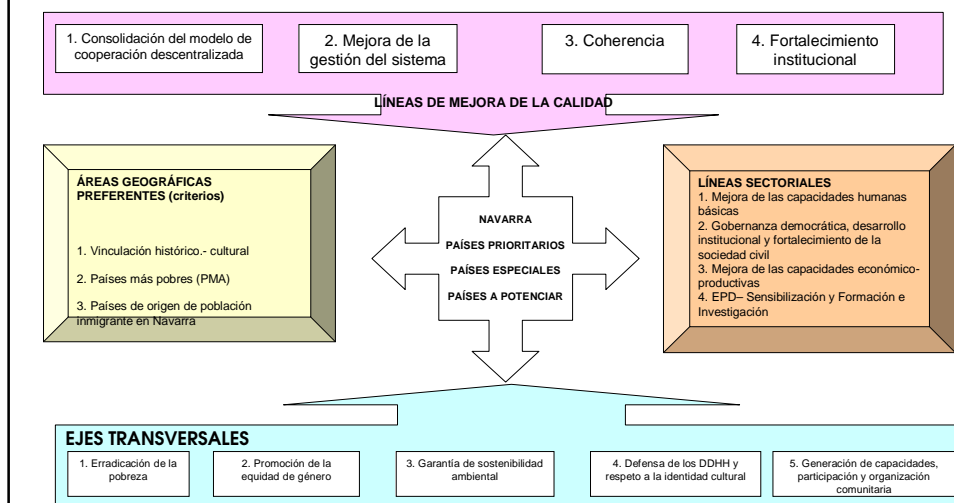 1. Consolidación del modelo de
cooperación descentralizada
2. Mejora de la
gestión del sistema
3. Coherencia
4. Fortalecimiento
institucional
LÍNEAS DE MEJORA DE LA CALIDAD
ÁREAS GEOGRÁFICAS
PREFERENTES (criterios)
1. Vinculación histórico.- cultural
2. Países más pobres (PMA)
3. Países de origen de población
inmigrante en Navarra
NAVARRA
PAÍSES PRIORITARIOS
PAÍSES ESPECIALES
PAÍSES A POTENCIAR
LÍNEAS SECTORIALES
1. Mejora de las capacidades humanas
básicas
2. Gobernanza democrática, desarrollo
institucional y fortalecimiento de la
sociedad civil
3. Mejora de las capacidades económico-
productivas
4. EPD– Sensibilización y Formación e
Investigación
EJES TRANSVERSALES
1. Erradicación de la
pobreza
2. Promoción de la
equidad de género
3. Garantía de sostenibilidad
ambiental
4. Defensa de los DDHH y
respeto a la identidad cultural
5. Generación de capacidades,
participación y organización
comunitaria